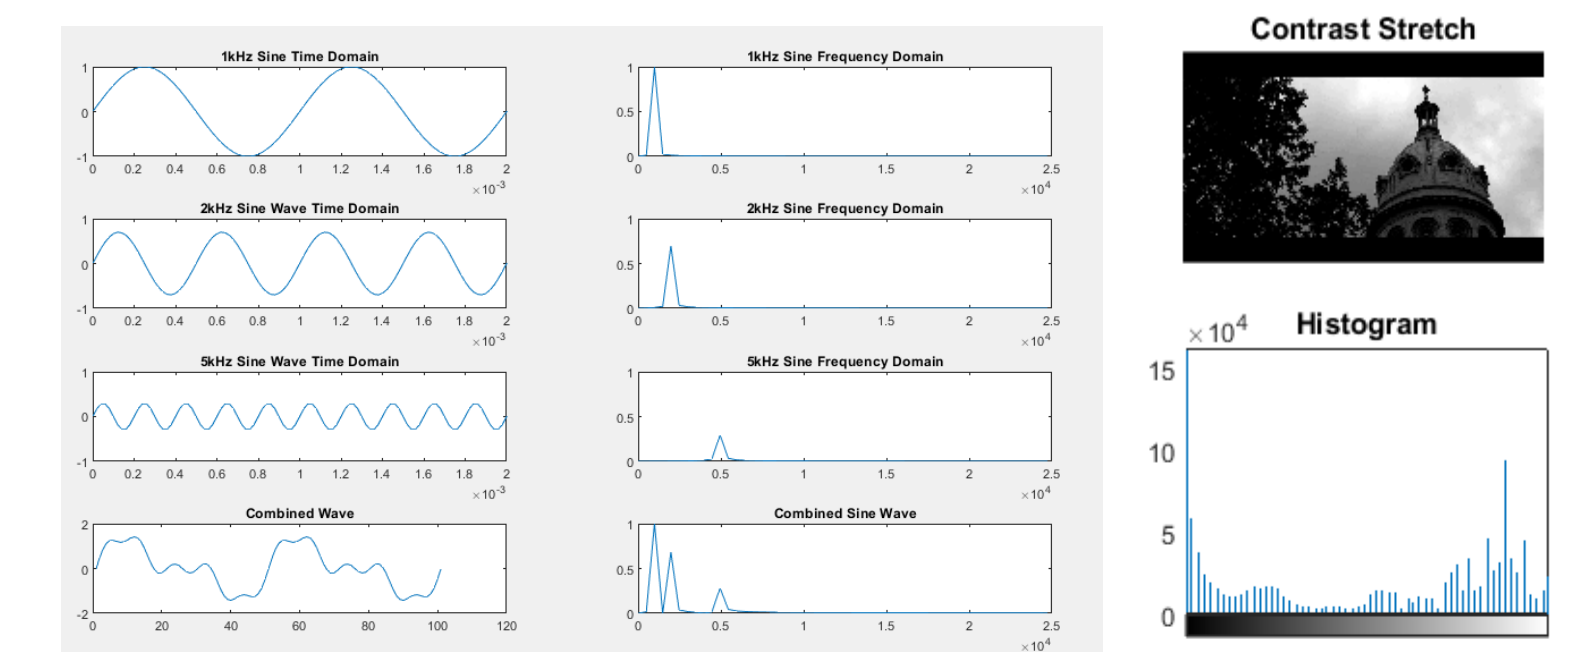 1kHz Sine Time Domain
1
0
-1
0 0.2 0.4 0.6 0.8 1 1.2 1.4 1.6 1.8 2
×10-3
1kHz Sine Frequency Domain
1
0.5
0
0 0.5 1 1.5 2 2.5
×104
2kHz Sine Wave Time Domain
1
0
-1
0 0.2 0.4 0.6 0.8 1 1.2 1.4 1.6 1.8 2
×10-3
2kHz Sine Frequency Domain
1
0.5
0
0 0.5 1 1.5 2 2.5
×104
5kHz Sine Wave Time Domain
1
0
-1
0 0.2 0.4 0.6 0.8 1 1.2 1.4 1.6 1.8 2
×10-3
5kHz Sine Frequency Domain
1
0.5
0
0 0.5 1 1.5 2 2.5
×104
Combined Wave
2
0
-2
0 20 40 60 80 100 120
Combined Sine Wave
1
0.5
0
0 0.5 1 1.5 2 2.5
×104
Contrast Stretch
×104 Histogram
15
10
5
0